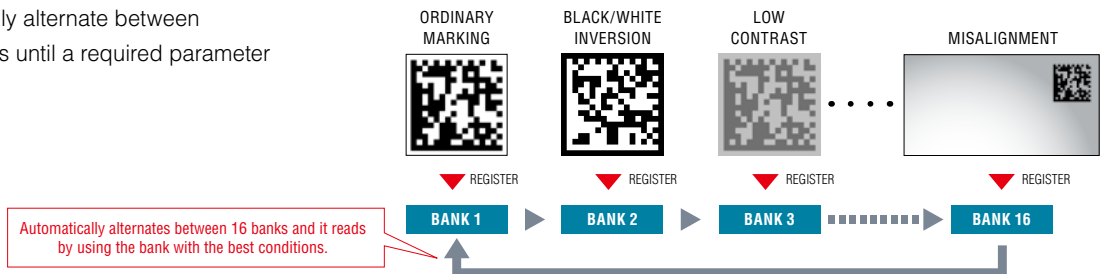 ly alternate between
s until a required parameter
ORDINARY
MARKING
BLACK/WHITE
INVERSION
LOW
CONTRAST
MISALIGNMENT
REGISTER
REGISTER
REGISTER
REGISTER
BANK 1
BANK 2
BANK 3
BANK 16
Automatically alternates between 16 banks and it reads
by using the bank with the best conditions.